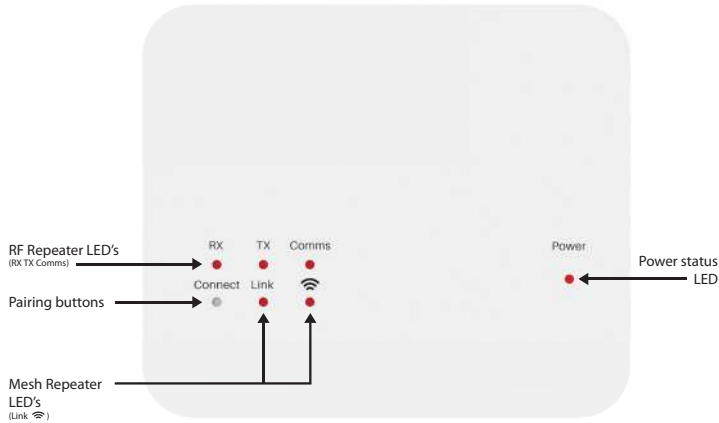 RX TX Comms
Power
RF Repeater LED's
(RX TX Comms)
Power status
LED
Connect Link
Pairing buttons
Mesh Repeater
LED's
(Link )